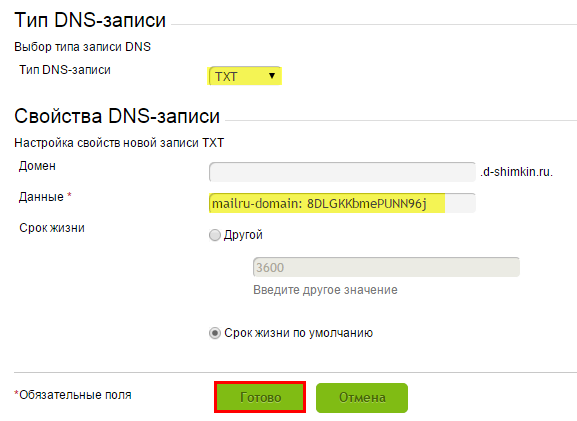 Тип DNS-записи
Выбор типа записи DNS
Тип DNS-записи TXT
Свойства DNS-записи
Настройка свойств новой записи TXT
Домен .d-shimkin.ru.
Данные * mailru-domain: 8DLGKKbmePUNN96j
Срок жизни Другой
3600
Введите другое значение
Срок жизни по умолчанию
*Обязательные поля Готово Отмена